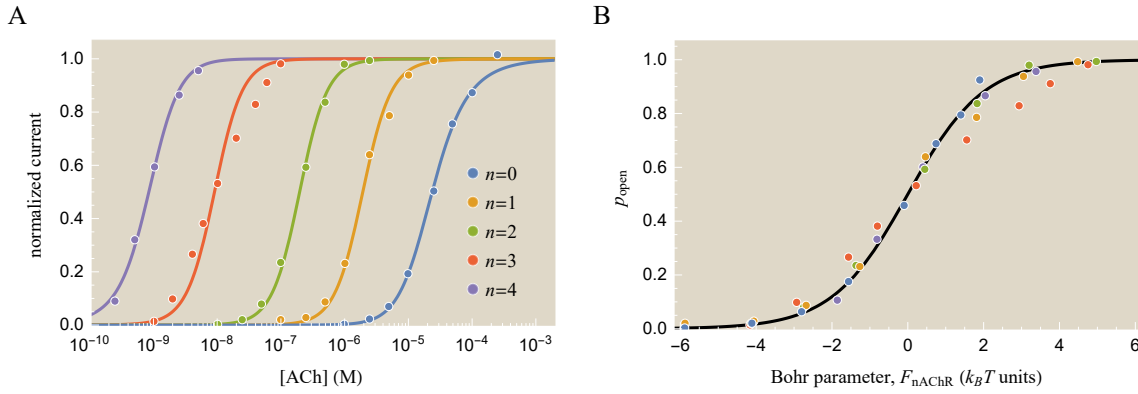 A
normalized current
1.0
0.8
0.6
0.4
0.2
0.0
n=0
n=1
n=2
n=3
n=4
10⁻¹⁰ 10⁻⁹ 10⁻⁸ 10⁻⁷ 10⁻⁶ 10⁻⁵ 10⁻⁴ 10⁻³
[ACh] (M)
B
p_open
1.0
0.8
0.6
0.4
0.2
0.0
−6 −4 −2 0 2 4 6
Bohr parameter, F_nAChR (k_BT units)